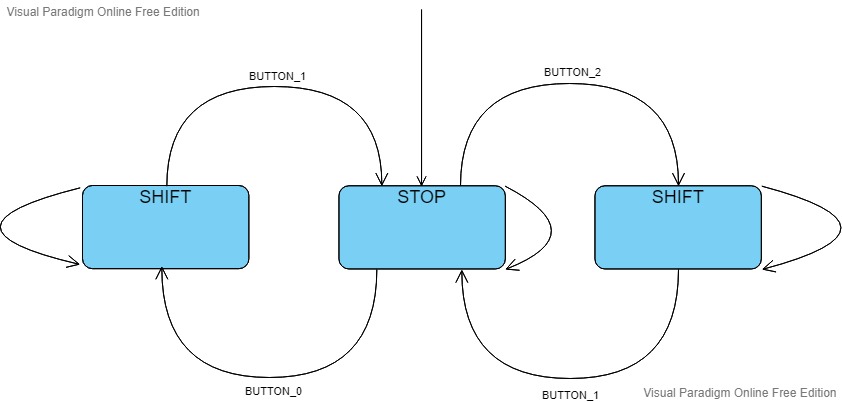 Visual Paradigm Online Free Edition
BUTTON_1
BUTTON_2
SHIFT
STOP
SHIFT
BUTTON_0
BUTTON_1
Visual Paradigm Online Free Edition